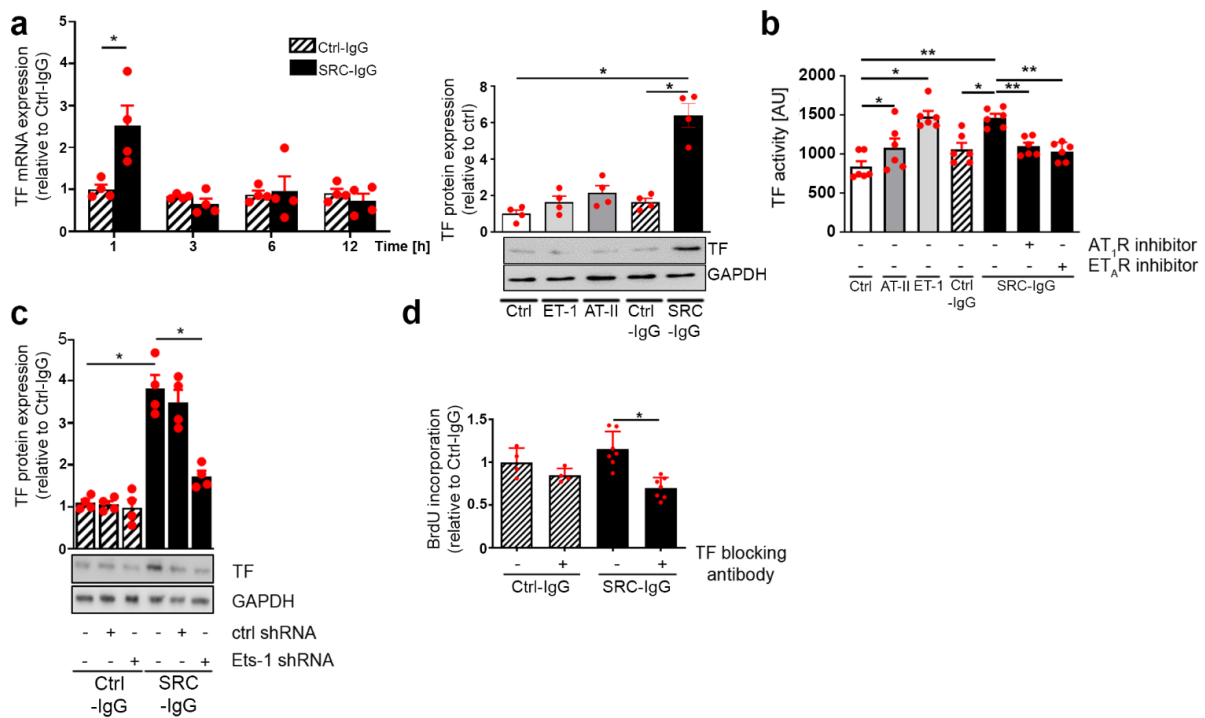 a
TF mRNA expression
(relative to Ctrl-IgG)
5
4
3
2
1
0
*
Ctrl-IgG
SRC-IgG
1
3
6
12
Time [h]
TF protein expression
(relative to ctrl)
10
8
6
4
2
0
*
*
TF
GAPDH
Ctrl
ET-1
AT-II
Ctrl
-IgG
SRC
-IgG
b
TF activity [AU]
2000
1500
1000
500
0
**
*
*
*
**
**
- - - - - + -
AT1R inhibitor
- - - - - - +
ETAR inhibitor
Ctrl
AT-II
ET-1
Ctrl
-IgG
SRC-IgG
c
TF protein expression
(relative to Ctrl-IgG)
5
4
3
2
1
0
*
*
TF
GAPDH
- + - - + -
ctrl shRNA
- - + - - +
Ets-1 shRNA
Ctrl
-IgG
SRC
-IgG
d
BrdU incorporation
(relative to Ctrl-IgG)
1.5
1
0.5
0
*
- + - +
TF blocking
antibody
Ctrl-IgG
SRC-IgG